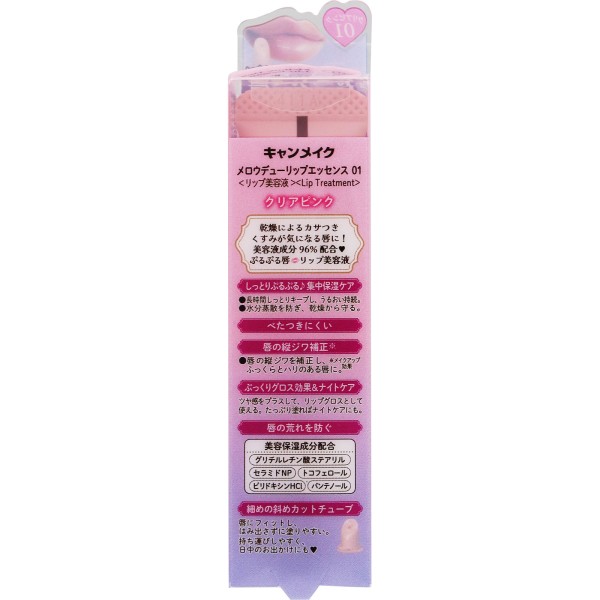 01
キャンメイク
メロウデューリップエッセンス 01
<リップ美容液><Lip Treatment>
クリアピンク
乾燥によるカサつき
くすみが気になる唇に!
美容液成分 96% 配合♥
ぷるぷる唇💋リップ美容液
しっとりぷるぷる♪集中保湿ケア
●長時間しっとりキープし、うるおい持続。
●水分蒸散を防ぎ、乾燥から守る。
べたつきにくい
唇の縦ジワ補正※
●唇の縦ジワを補正し、※メイクアップ
ふっくらとハリのある唇に。効果
ぷっくりグロス効果&ナイトケア
ツヤ感をプラスして、リップグロスとして
使える。たっぷり塗ればナイトケアにも。
唇の荒れを防ぐ
美容保湿成分配合
グリチルレチン酸ステアリル
セラミドNP トコフェロール
ピリドキシンHCl パンテノール
細めの斜めカットチューブ
唇にフィットし、
はみ出さずに塗りやすい。
持ち運びしやすく、
日中のお出かけにも♥